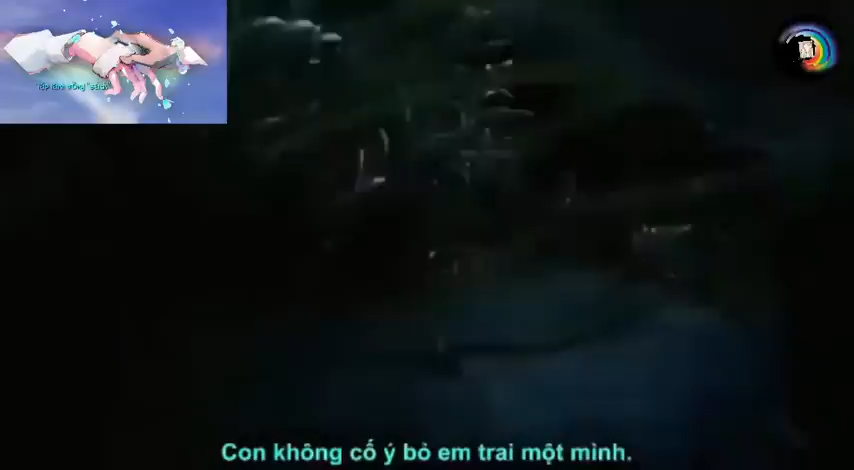 Con không cố ý bỏ em trai một mình.